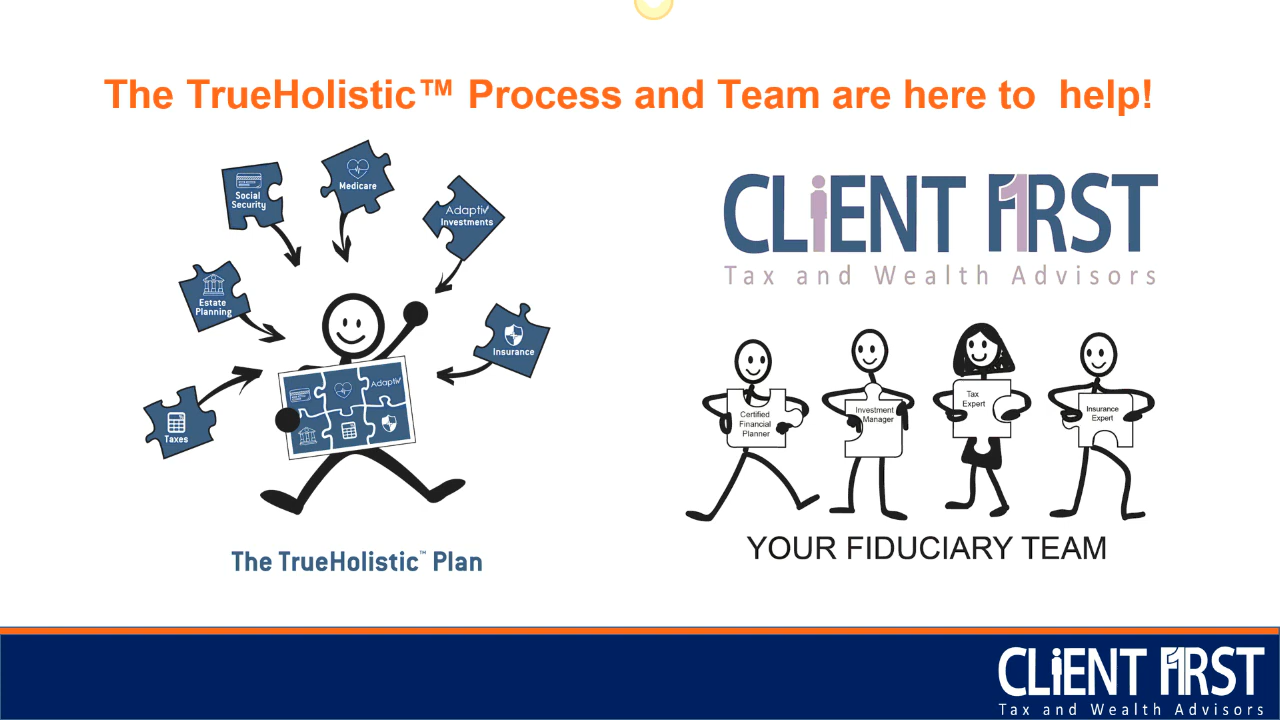 The TrueHolistic™ Process and Team are here to  help!
Social
Security
Medicare
Adaptiv
Investments
Estate
Planning
Insurance
Taxes
Adaptiv
The TrueHolistic™ Plan
CLiENT F1RST
Tax and Wealth Advisors
Certified
Financial
Planner
Investment
Manager
Tax
Expert
Insurance
Expert
YOUR FIDUCIARY TEAM
CLiENT F1RST
Tax and Wealth Advisors